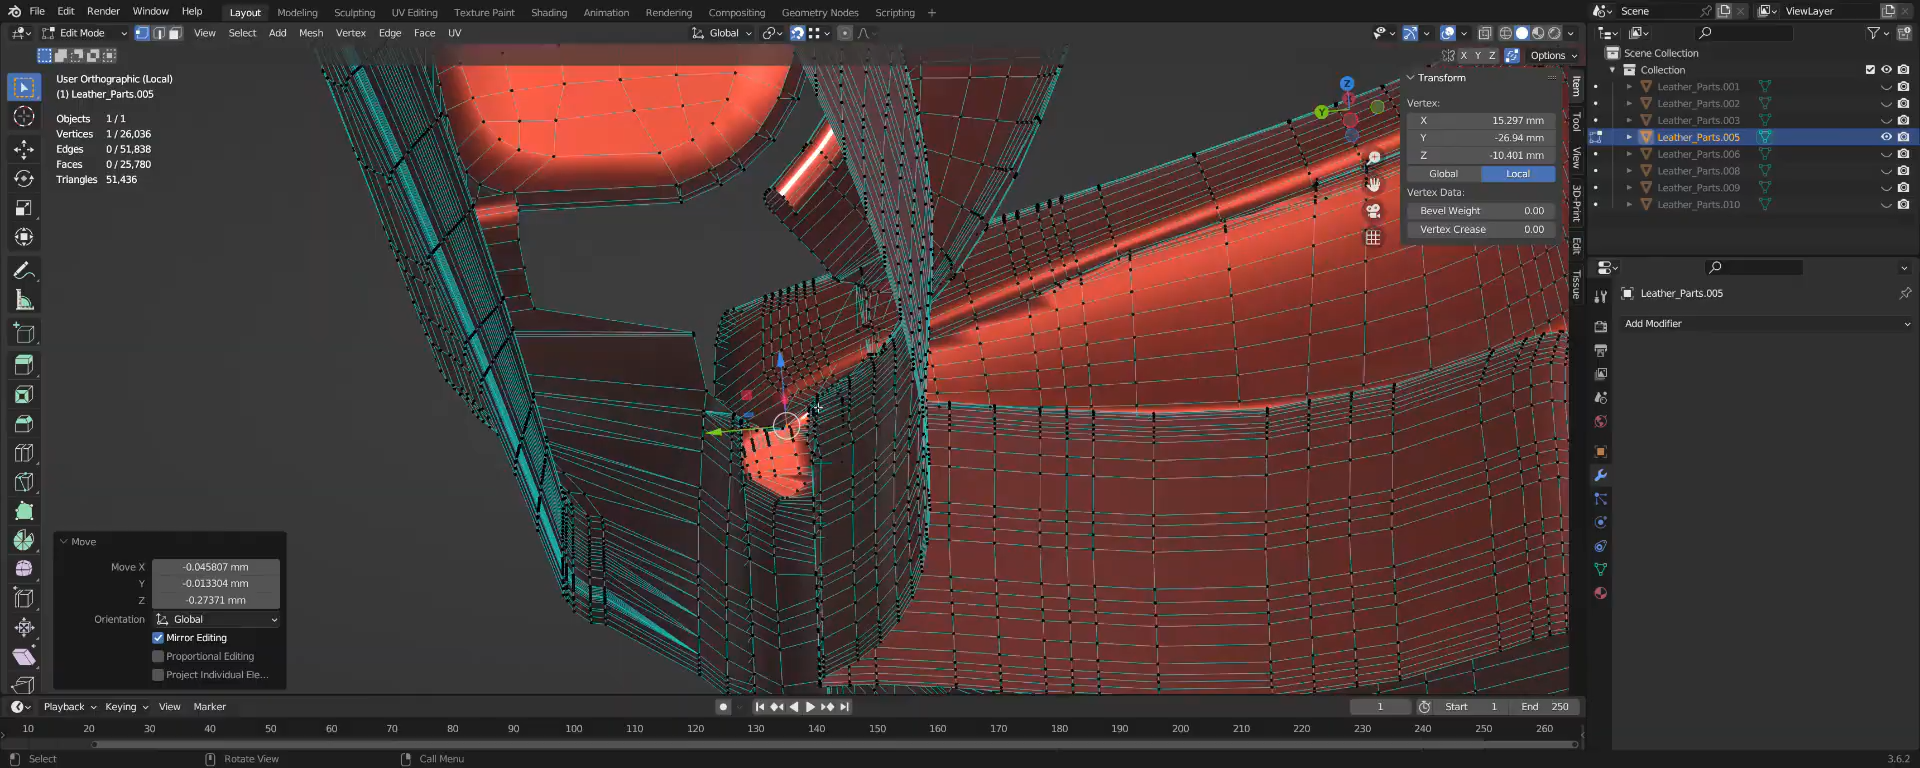 File Edit Render Window Help Layout Modeling Sculpting UV Editing Texture Paint Shading Animation Rendering Compositing Geometry Nodes Scripting + Scene ViewLayer
Edit Mode View Select Add Mesh Vertex Edge Face UV Global
X Y Z Options
User Orthographic (Local)
(1) Leather_Parts.005
Objects 1 / 1
Vertices 1 / 26,036
Edges 0 / 51,838
Faces 0 / 25,780
Triangles 51,436
Transform
Vertex:
X 15.297 mm
Y -26.94 mm
Z -10.401 mm
Global Local
Vertex Data:
Bevel Weight 0.00
Vertex Crease 0.00
Z
Y
Item
Tool
View
3D-Print
Edit
Tissue
Scene Collection
Collection
Leather_Parts.001
Leather_Parts.002
Leather_Parts.003
Leather_Parts.005
Leather_Parts.006
Leather_Parts.008
Leather_Parts.009
Leather_Parts.010
Leather_Parts.005
Add Modifier
Move
Move X -0.045807 mm
Y -0.013304 mm
Z -0.27371 mm
Orientation Global
Mirror Editing
Proportional Editing
Project Individual Ele...
Playback Keying View Marker 1 Start 1 End 250
10 20 30 40 50 60 70 80 90 100 110 120 130 140 150 160 170 180 190 200 210 220 230 240 250 260
Select Rotate View Call Menu 3.6.2